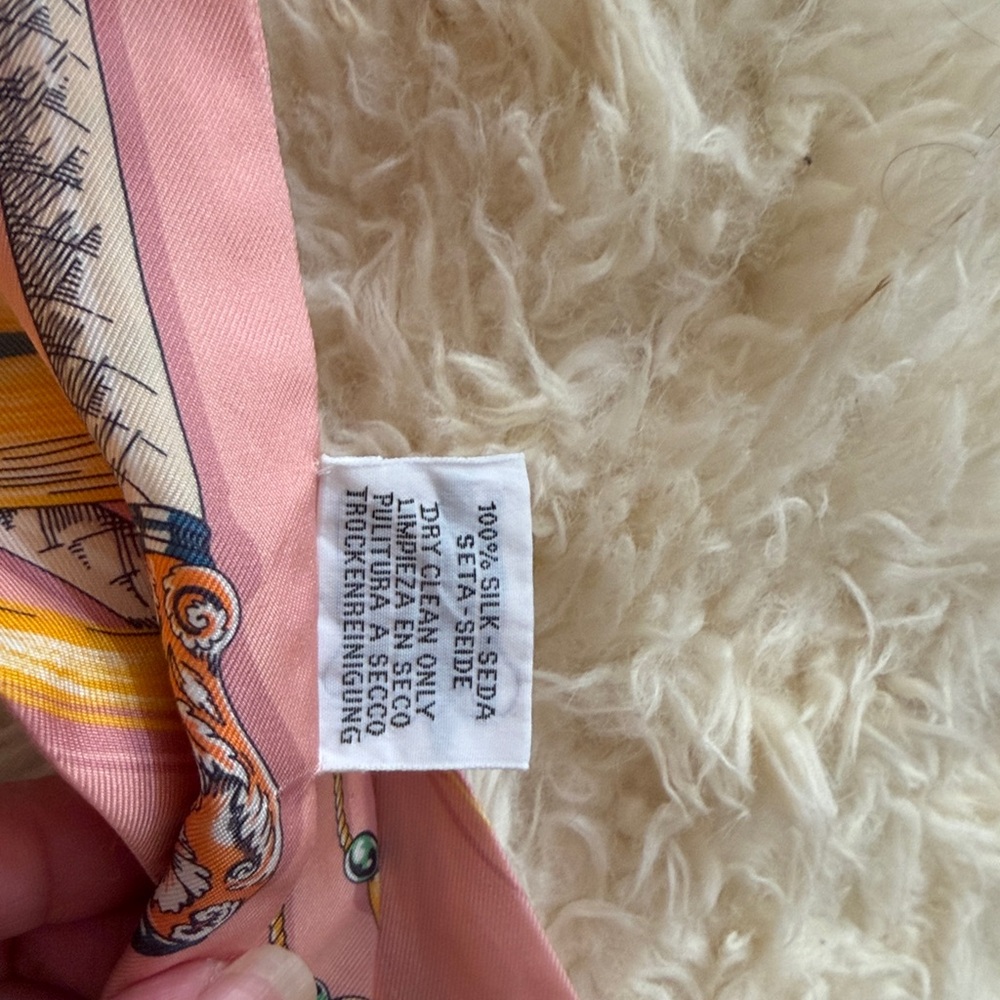 100% SILK - SEDA
SETA - SEIDE
DRY CLEAN ONLY
LIMPIEZA EN SECO
PULITURA A SECCO
TROCKENREINIGUNG